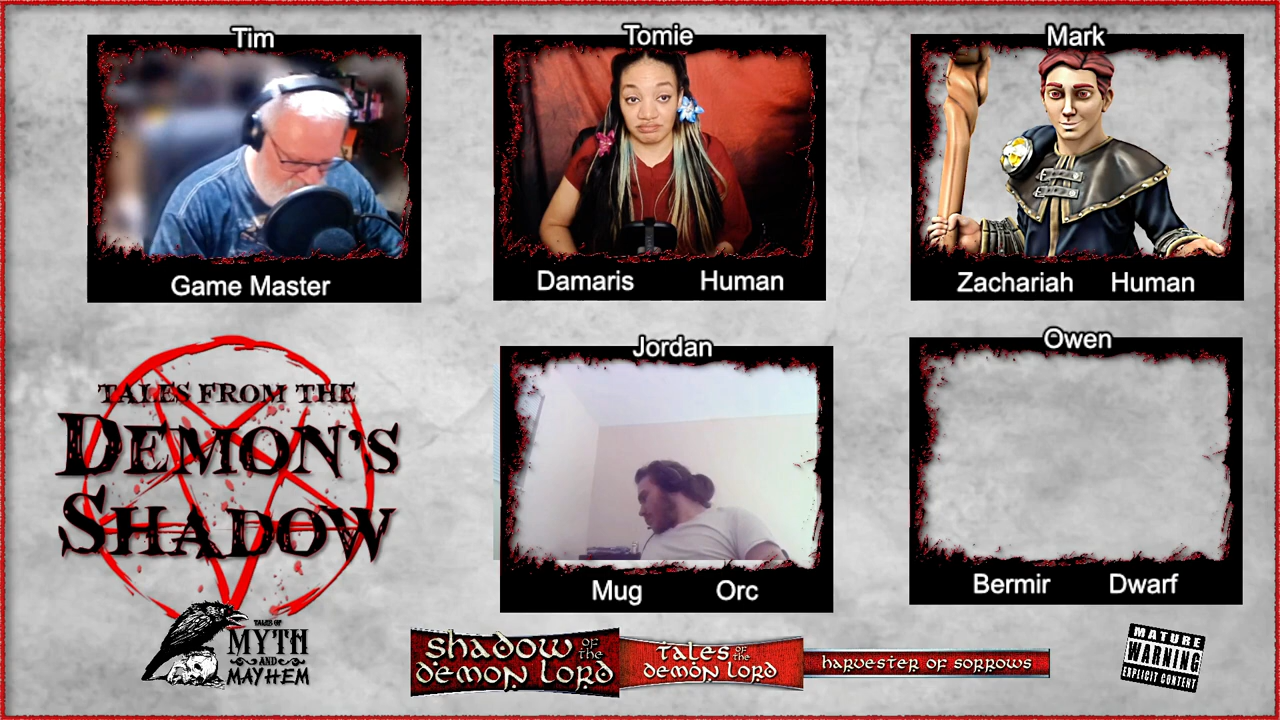 Tim
Tomie
Mark
Game Master
Damaris Human
Zachariah Human
Jordan
Owen
TALES FROM THE
DEMON'S
SHADOW
Mug Orc
Bermir Dwarf
TALES OF
MYTH
AND
MAYHEM
shadow of the
demon lord
tales of the
demon lord
harvester of sorrows
MATURE
WARNING
EXPLICIT CONTENT